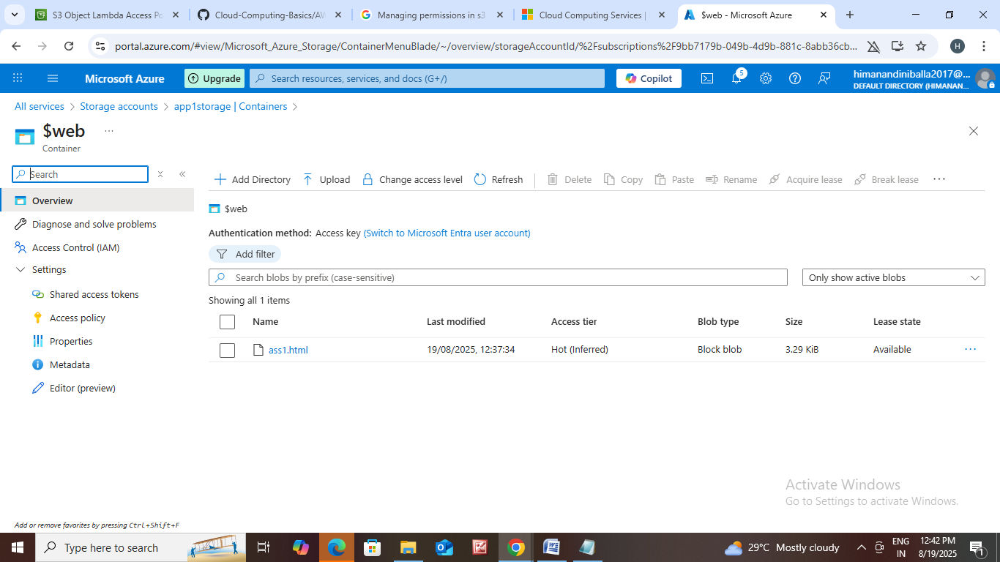 S3 Object Lambda Access Po
Cloud-Computing-Basics/AW
Managing permissions in s3
Cloud Computing Services |
$web - Microsoft Azure
portal.azure.com/#view/Microsoft_Azure_Storage/ContainerMenuBlade/~/overview/storageAccountId/%2Fsubscriptions%2F9bb7179b-049b-4d9b-881c-8abb36cb...
H
Microsoft Azure
Upgrade
Search resources, services, and docs (G+/)
Copilot
5
himanandiniballa2017@...
DEFAULT DIRECTORY (HIMANAN...
All services > Storage accounts > app1storage | Containers >
$web ...
Container
Search
Add Directory Upload Change access level Refresh Delete Copy Paste Rename Acquire lease Break lease ...
Overview
Diagnose and solve problems
Access Control (IAM)
Settings
Shared access tokens
Access policy
Properties
Metadata
Editor (preview)
$web
Authentication method: Access key (Switch to Microsoft Entra user account)
Add filter
Search blobs by prefix (case-sensitive)
Only show active blobs
Showing all 1 items
Name Last modified Access tier Blob type Size Lease state
ass1.html 19/08/2025, 12:37:34 Hot (Inferred) Block blob 3.29 KiB Available ...
Activate Windows
Go to Settings to activate Windows.
Add or remove favorites by pressing Ctrl+Shift+F
Type here to search
29°C Mostly cloudy
ENG
IN
12:42 PM
8/19/2025
1